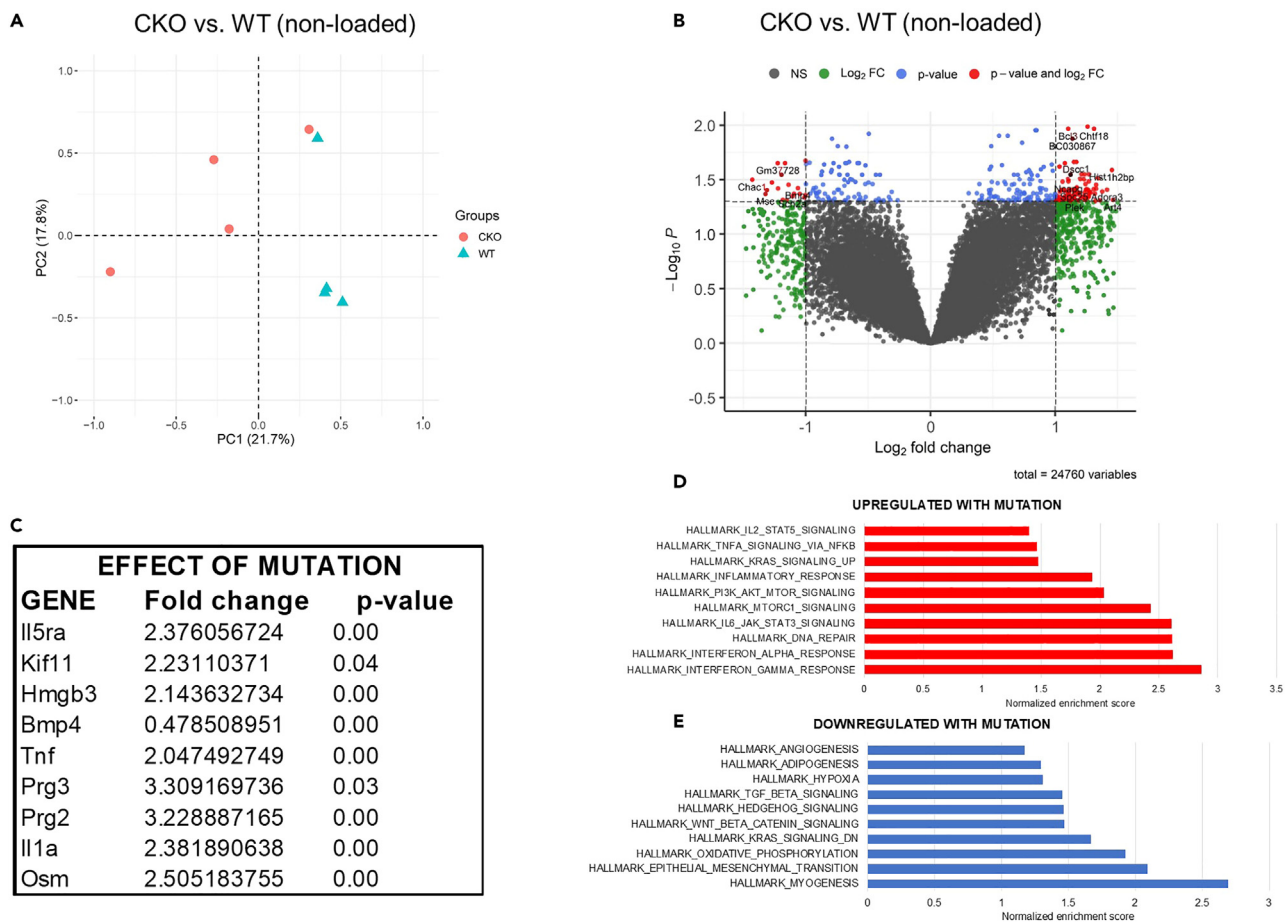 A
CKO vs. WT (non-loaded)
1.0
0.5
0.0
−0.5
−1.0
PC2 (17.8%)
−1.0
−0.5
0.0
0.5
1.0
PC1 (21.7%)
Groups
CKO
WT
B
CKO vs. WT (non-loaded)
NS
Log2 FC
p-value
p − value and log2 FC
2.0
1.5
1.0
0.5
0.0
-0.5
−Log10 P
Bcl3
Chtf18
BC030867
Gm37728
Dscc1
Hist1h2bp
Chac1
Bmp4
Msc
Adora3
Plek
-1
0
1
Log2 fold change
total = 24760 variables
C
EFFECT OF MUTATION
GENE Fold change p-value
Il5ra 2.376056724 0.00
Kif11 2.23110371 0.04
Hmgb3 2.143632734 0.00
Bmp4 0.478508951 0.00
Tnf 2.047492749 0.00
Prg3 3.309169736 0.03
Prg2 3.228887165 0.00
Il1a 2.381890638 0.00
Osm 2.505183755 0.00
D
UPREGULATED WITH MUTATION
HALLMARK_IL2_STAT5_SIGNALING
HALLMARK_TNFA_SIGNALING_VIA_NFKB
HALLMARK_KRAS_SIGNALING_UP
HALLMARK_INFLAMMATORY_RESPONSE
HALLMARK_PI3K_AKT_MTOR_SIGNALING
HALLMARK_MTORC1_SIGNALING
HALLMARK_IL6_JAK_STAT3_SIGNALING
HALLMARK_DNA_REPAIR
HALLMARK_INTERFERON_ALPHA_RESPONSE
HALLMARK_INTERFERON_GAMMA_RESPONSE
0 0.5 1 1.5 2 2.5 3 3.5
Normalized enrichment score
E
DOWNREGULATED WITH MUTATION
HALLMARK_ANGIOGENESIS
HALLMARK_ADIPOGENESIS
HALLMARK_HYPOXIA
HALLMARK_TGF_BETA_SIGNALING
HALLMARK_HEDGEHOG_SIGNALING
HALLMARK_WNT_BETA_CATENIN_SIGNALING
HALLMARK_KRAS_SIGNALING_DN
HALLMARK_OXIDATIVE_PHOSPHORYLATION
HALLMARK_EPITHELIAL_MESENCHYMAL_TRANSITION
HALLMARK_MYOGENESIS
0 0.5 1 1.5 2 2.5 3
Normalized enrichment score